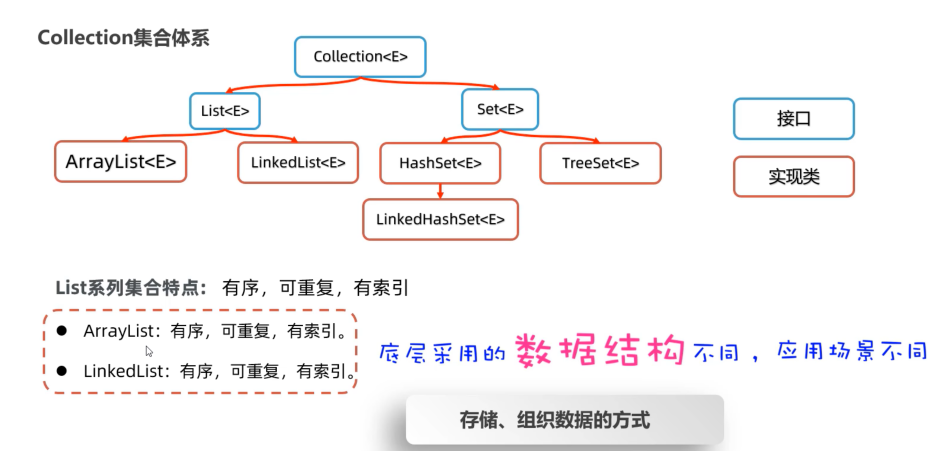 Collection集合体系
Collection<E>
List<E>
Set<E>
接口
ArrayList<E>
LinkedList<E>
HashSet<E>
TreeSet<E>
实现类
LinkedHashSet<E>
List系列集合特点： 有序，可重复，有索引
● ArrayList：有序，可重复，有索引。
底层采用的数据结构不同，应用场景不同
● LinkedList：有序，可重复，有索引。
存储、组织数据的方式